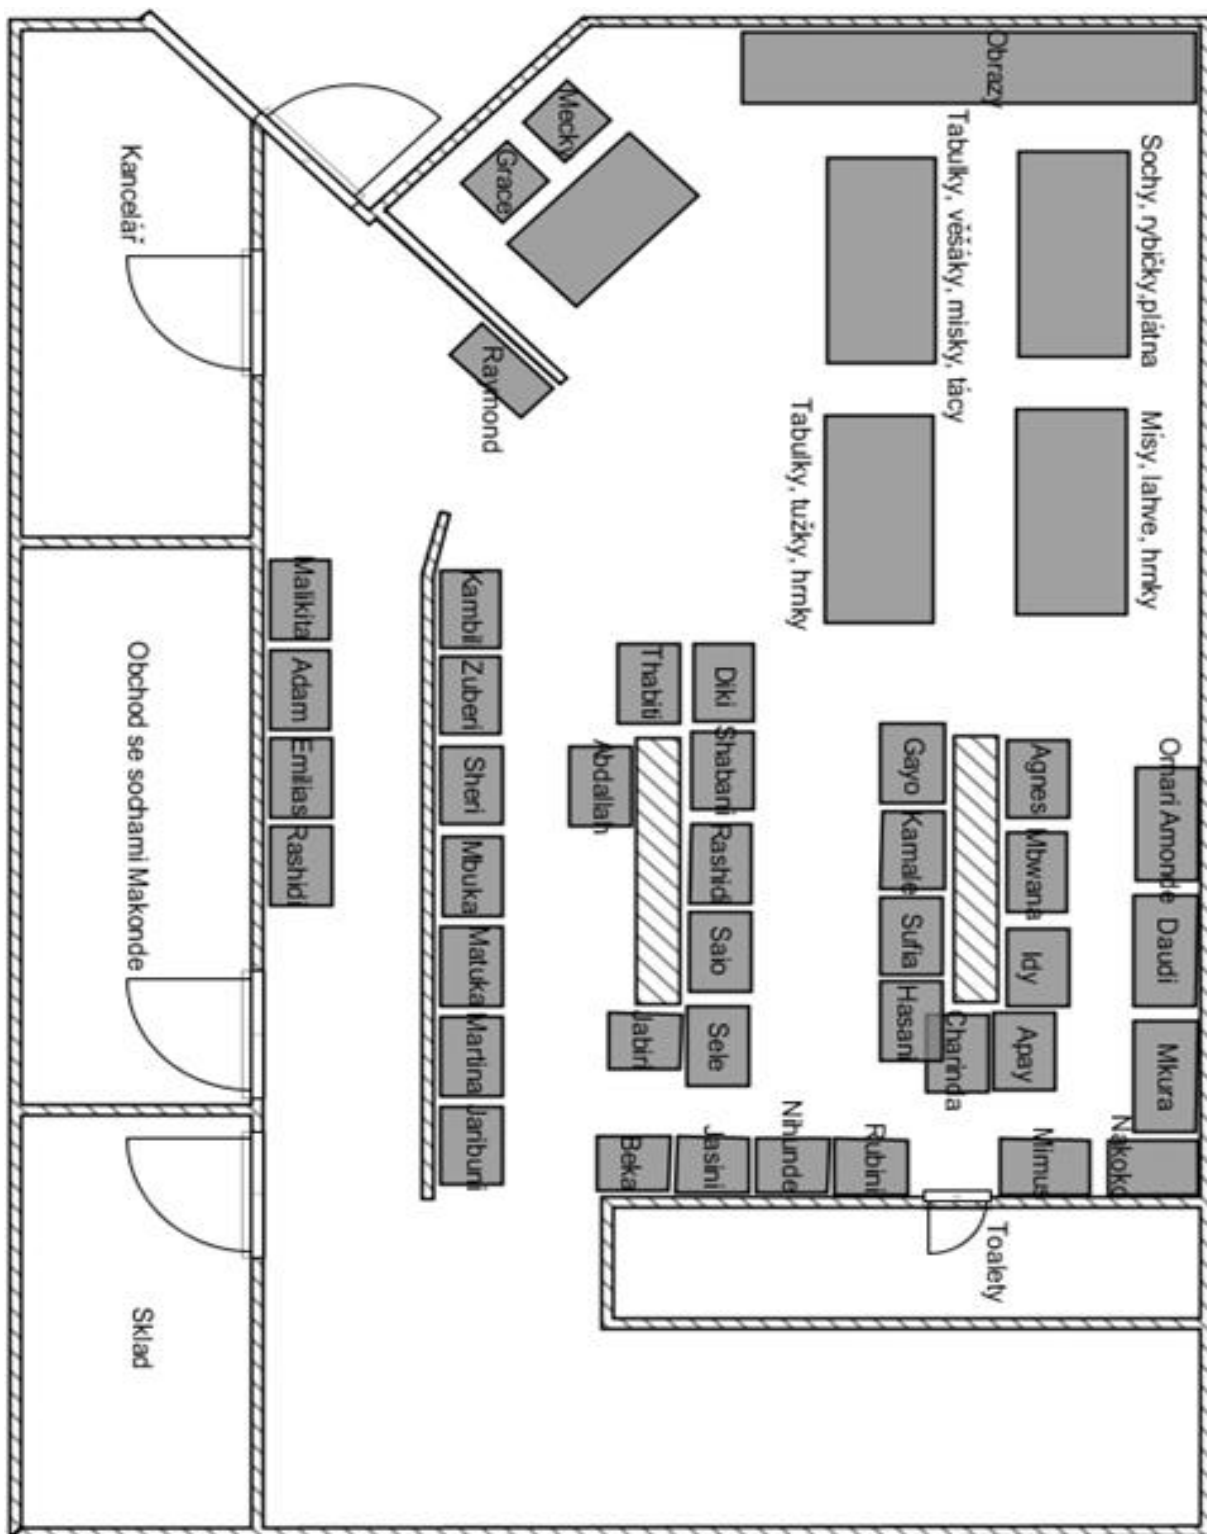 Obrazy
Mecky
Grace
Tabulky, věšáky, misky, tácy
Sochy, rybičky,plátna
Kancelář
Raymond
Tabulky, tužky, hrnky
Mísy, lahve, hrnky
Malikita
Adam
Emilias
Rashidi
Obchod se sochami Makonde
Kambili
Zuberi
Sheri
Mbuka
Matuka
Martina
Jaribuni
Thabiti
Abdallah
Jabiri
Diki
Shabani
Rashidi
Saio
Sele
Gayo
Kamale
Sufia
Hasani
Charinda
Agnes
Mbwana
Idy
Apay
Omari Amonde
Daudi
Mkura
Beka
Jasini
Nihunde
Rubini
Mimus
Nakoko
Toalety
Sklad